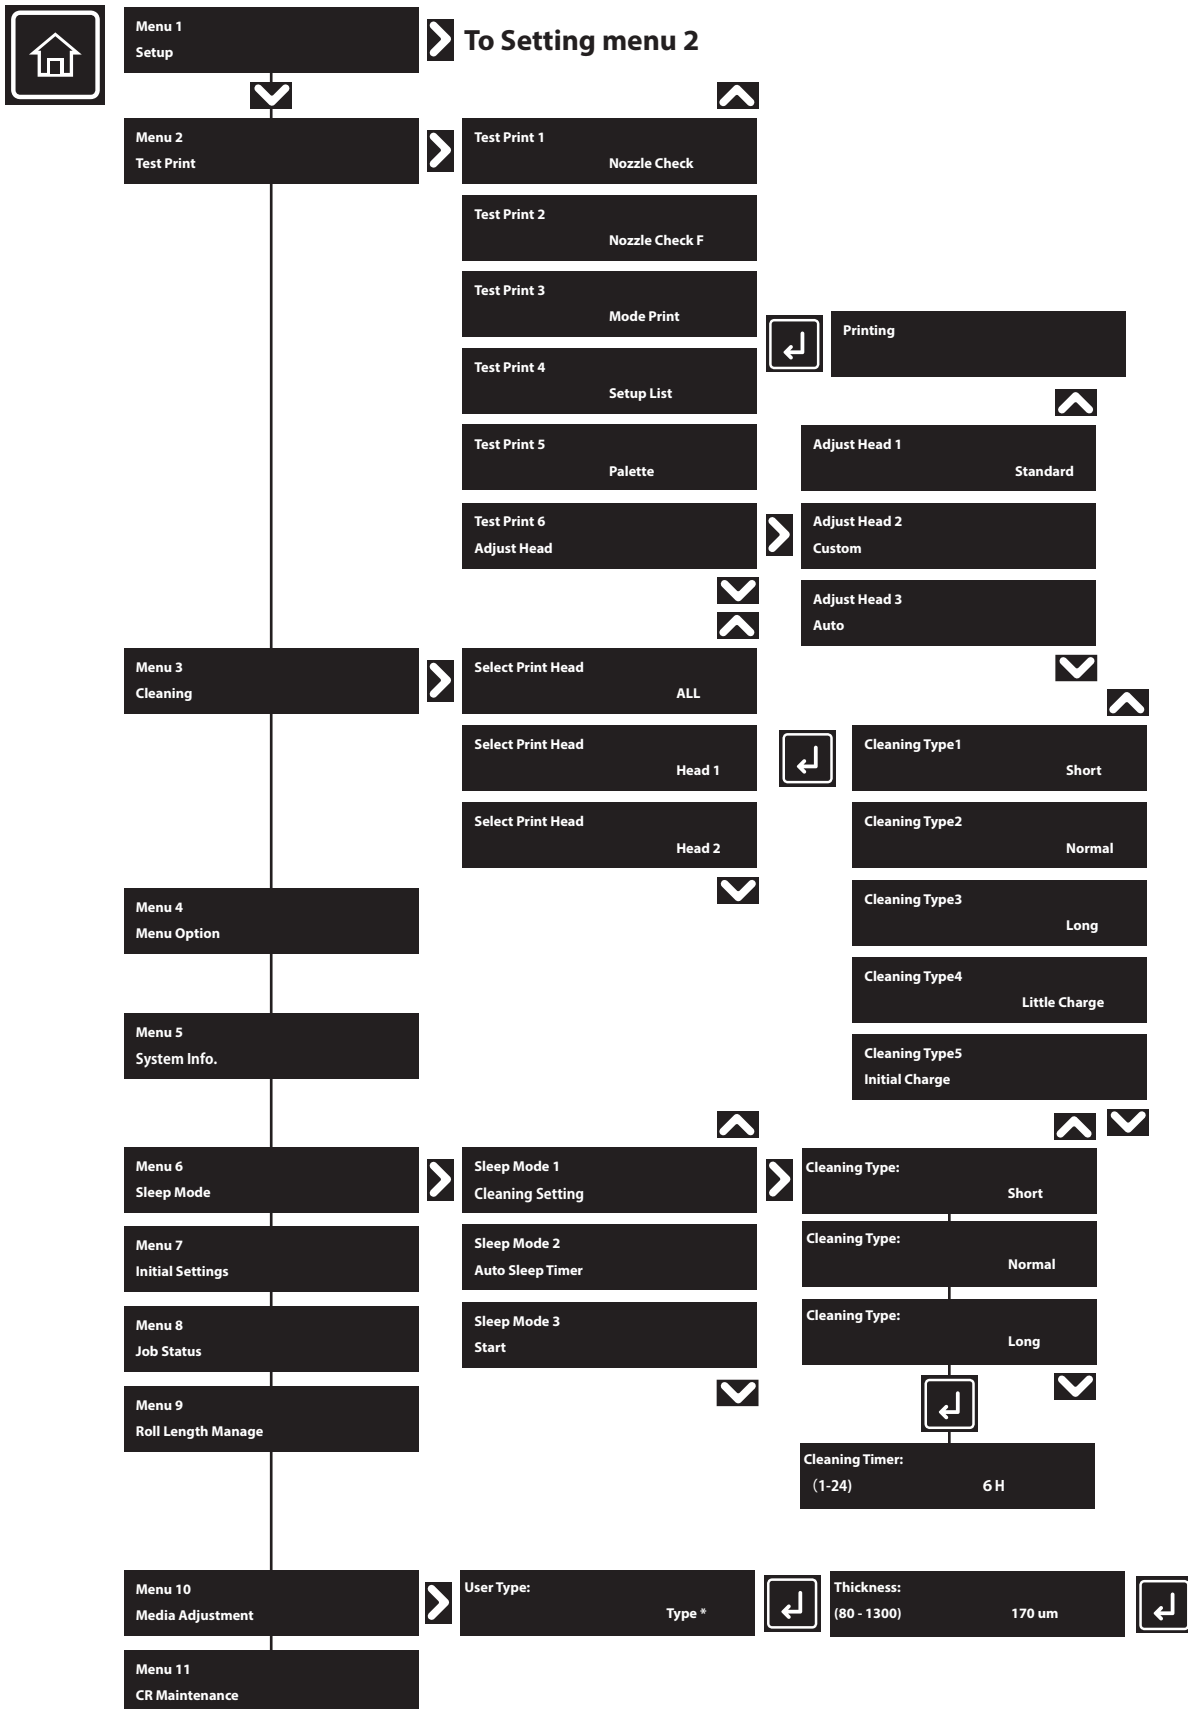 Menu 1
Setup
To Setting menu 2
Menu 2
Test Print
Test Print 1
Nozzle Check
Test Print 2
Nozzle Check F
Test Print 3
Mode Print
Printing
Test Print 4
Setup List
Test Print 5
Palette
Adjust Head 1
Standard
Test Print 6
Adjust Head
Adjust Head 2
Custom
Adjust Head 3
Auto
Menu 3
Cleaning
Select Print Head
ALL
Select Print Head
Head 1
Select Print Head
Head 2
Cleaning Type1
Short
Cleaning Type2
Normal
Cleaning Type3
Long
Cleaning Type4
Little Charge
Cleaning Type5
Initial Charge
Menu 4
Menu Option
Menu 5
System Info.
Menu 6
Sleep Mode
Sleep Mode 1
Cleaning Setting
Cleaning Type:
Short
Menu 7
Initial Settings
Sleep Mode 2
Auto Sleep Timer
Cleaning Type:
Normal
Menu 8
Job Status
Sleep Mode 3
Start
Cleaning Type:
Long
Menu 9
Roll Length Manage
Cleaning Timer:
(1-24) 6 H
Menu 10
Media Adjustment
User Type:
Type *
Thickness:
(80 - 1300) 170 um
Menu 11
CR Maintenance